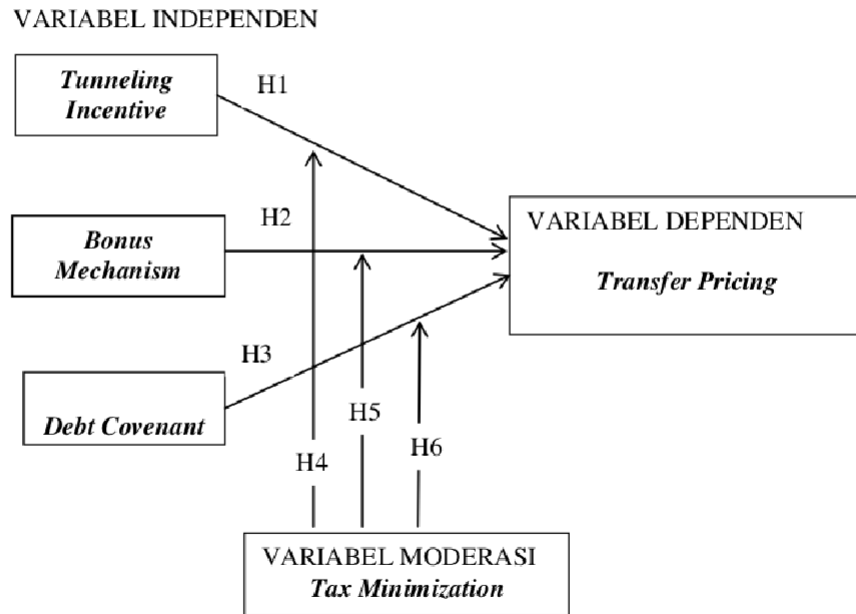 VARIABEL INDEPENDEN
Tunneling
Incentive
H1
Bonus
Mechanism
H2
VARIABEL DEPENDEN
Transfer Pricing
H3
Debt Covenant
H5
H6
H4
VARIABEL MODERASI
Tax Minimization